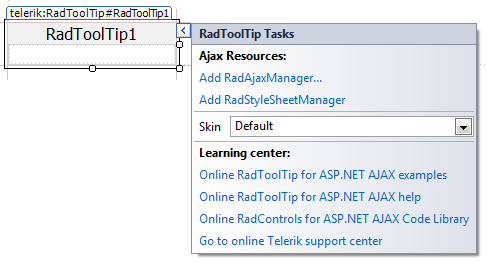 telerik:RadToolTip#RadToolTip1
RadToolTip1
RadToolTip Tasks
Ajax Resources:
Add RadAjaxManager...
Add RadStyleSheetManager
Skin Default
Learning center:
Online RadToolTip for ASP.NET AJAX examples
Online RadToolTip for ASP.NET AJAX help
Online RadControls for ASP.NET AJAX Code Library
Go to online Telerik support center